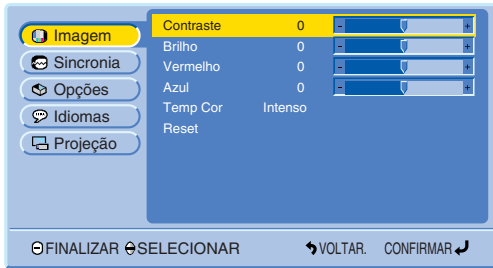 Imagem
Sincronia
Opções
Idiomas
Projeção
Contraste 0 - +
Brilho 0 - +
Vermelho 0 - +
Azul 0 - +
Temp Cor Intenso
Reset
FINALIZAR SELECIONAR VOLTAR. CONFIRMAR